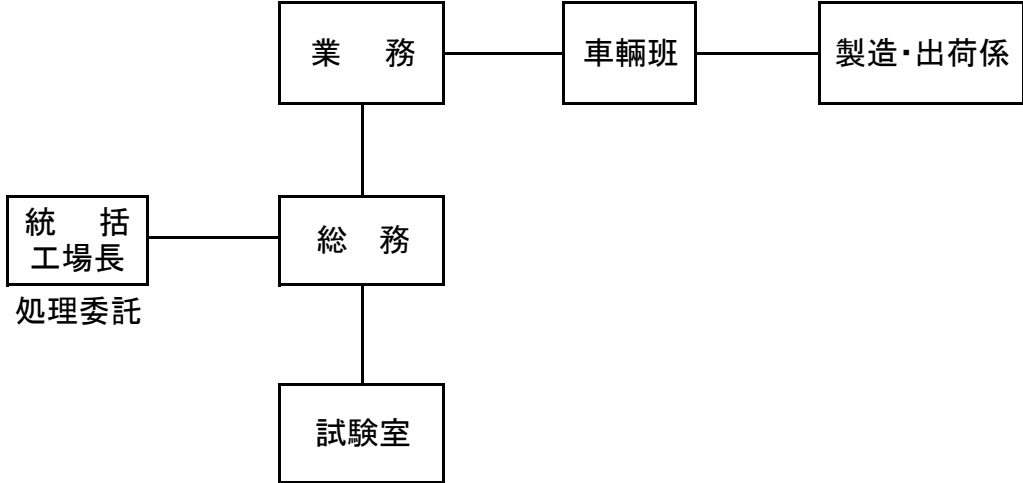 業　務
車輛班
製造・出荷係
統　括
工場長
総　務
処理委託
試験室